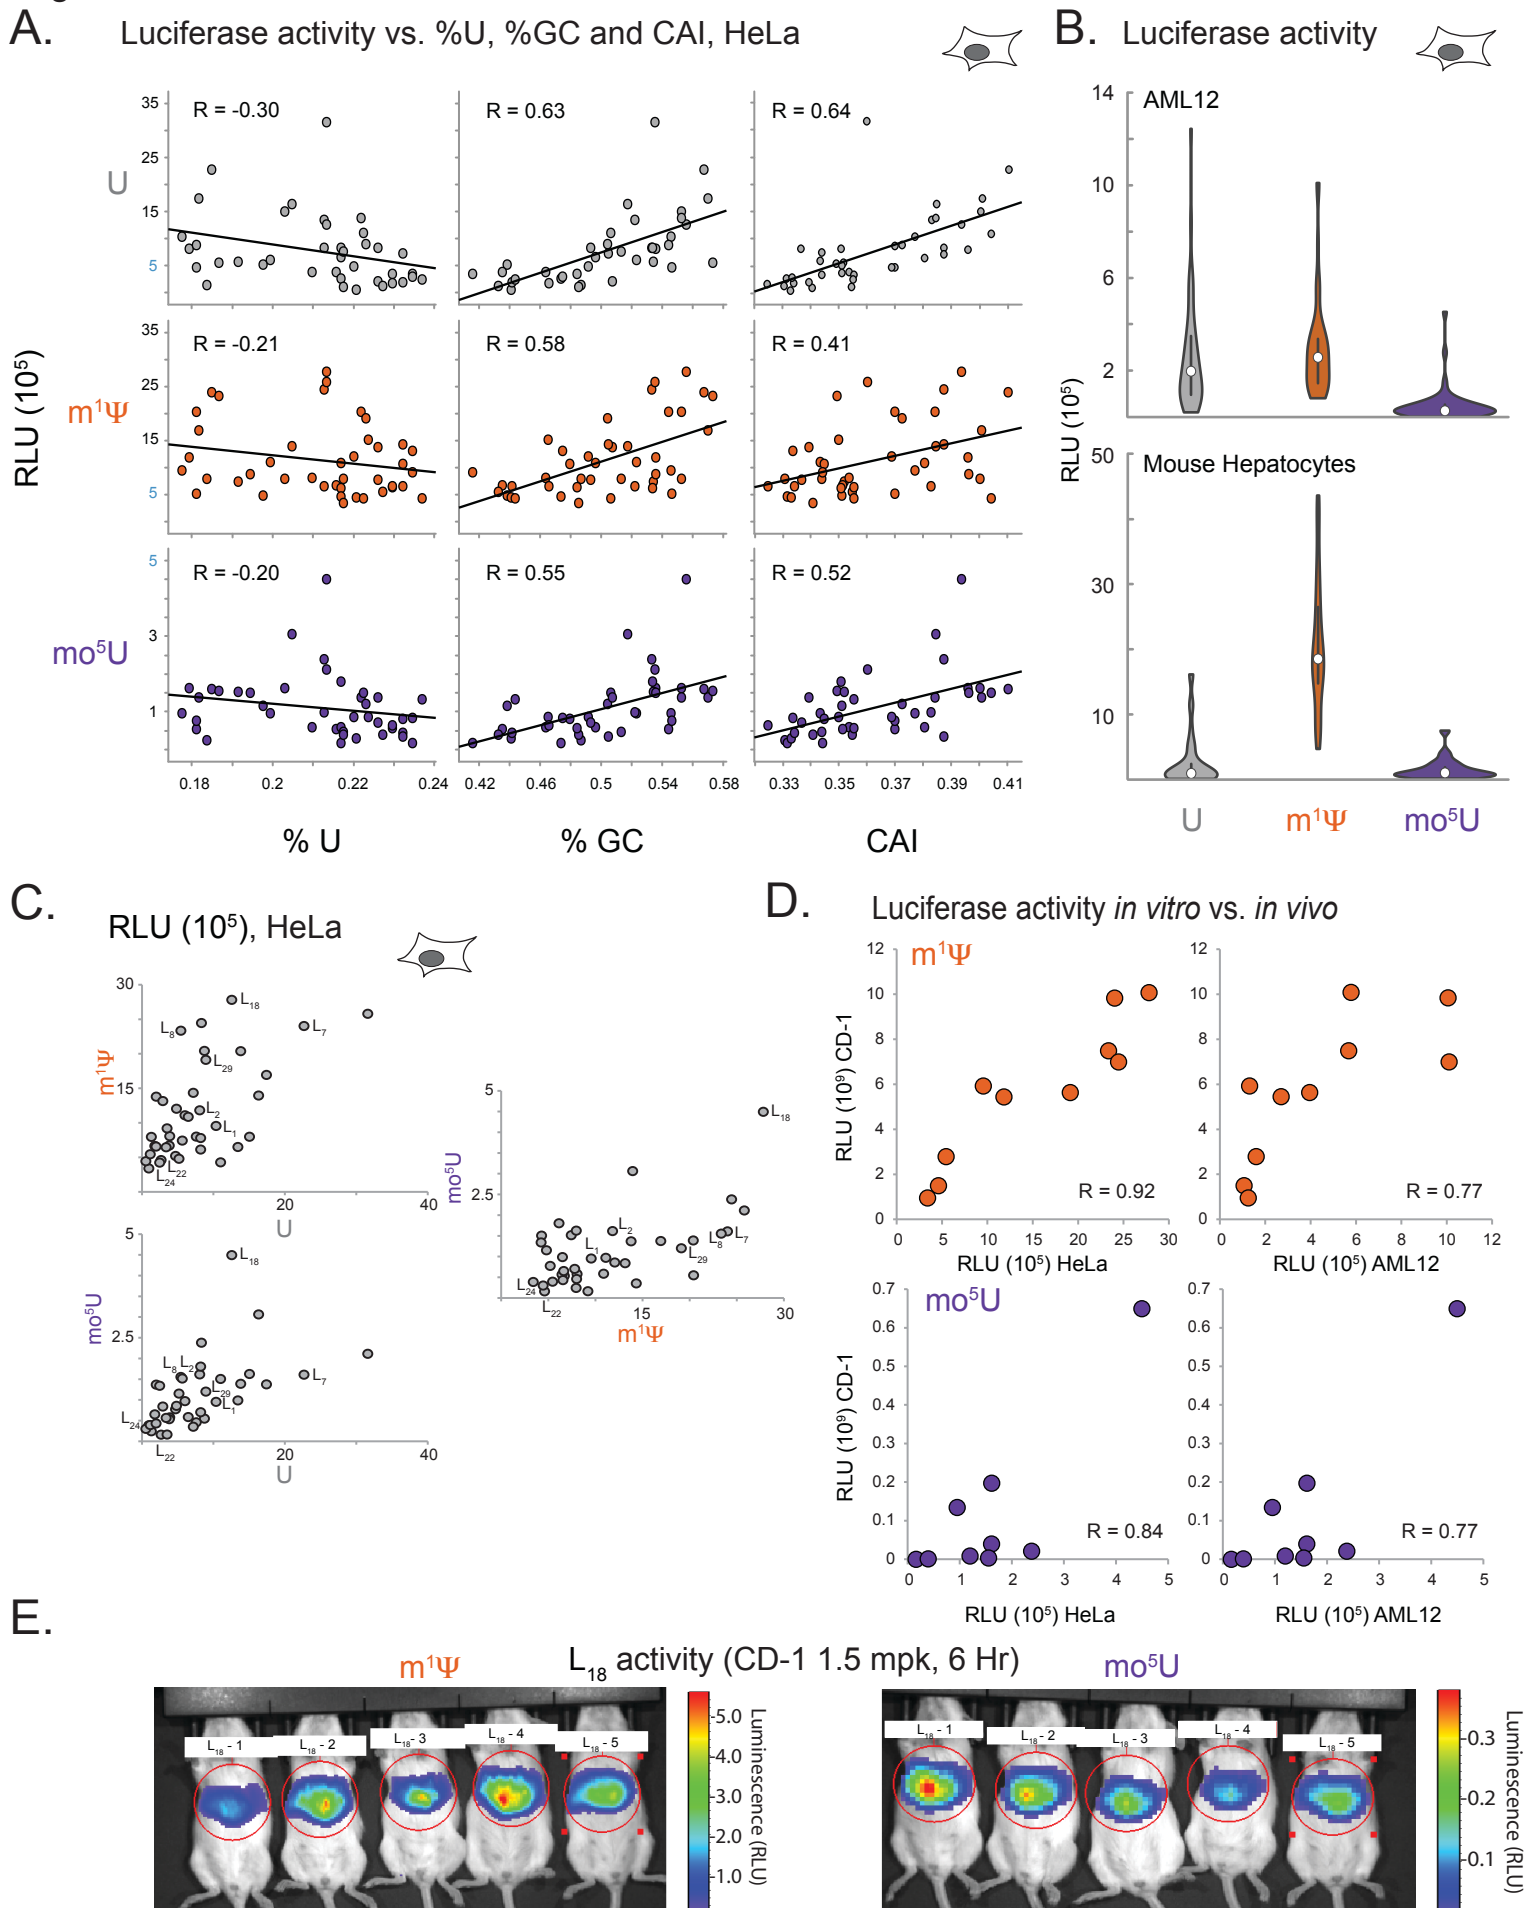 A. Luciferase activity vs. %U, %GC and CAI, HeLa
RLU (10⁵)
U
35
25
15
5
R = -0.30
R = 0.63
R = 0.64
m¹Ψ
35
25
15
5
R = -0.21
R = 0.58
R = 0.41
mo⁵U
5
3
1
R = -0.20
R = 0.55
R = 0.52
0.18 0.2 0.22 0.24
0.42 0.46 0.5 0.54 0.58
0.33 0.35 0.37 0.39 0.41
% U
% GC
CAI
B. Luciferase activity
RLU (10⁵)
AML12
14
10
6
2
Mouse Hepatocytes
50
30
10
U m¹Ψ mo⁵U
C. RLU (10⁵), HeLa
m¹Ψ
30
15
L₁₈
L₈
L₇
L₂₉
L₂
L₁
L₂₂
L₂₄
20 40
U
mo⁵U
5
2.5
L₁₈
L₈ L₂
L₇
L₂₉
L₁
L₂₄
L₂₂
20 40
U
mo⁵U
5
2.5
L₁₈
L₂
L₁
L₈
L₇
L₂₉
L₂₄
L₂₂
15 30
m¹Ψ
D. Luciferase activity in vitro vs. in vivo
m¹Ψ
RLU (10⁹) CD-1
12
10
8
6
4
2
0
R = 0.92
0 5 10 15 20 25 30
RLU (10⁵) HeLa
12
10
8
6
4
2
0
R = 0.77
0 2 4 6 8 10 12
RLU (10⁵) AML12
mo⁵U
RLU (10⁹) CD-1
0.7
0.6
0.5
0.4
0.3
0.2
0.1
0
R = 0.84
0 1 2 3 4 5
RLU (10⁵) HeLa
0.7
0.6
0.5
0.4
0.3
0.2
0.1
0
R = 0.77
0 1 2 3 4 5
RLU (10⁵) AML12
E.
m¹Ψ L₁₈ activity (CD-1 1.5 mpk, 6 Hr) mo⁵U
L₁₈ - 1
L₁₈ - 2
L₁₈- 3
L₁₈ - 4
L₁₈ - 5
5.0
4.0
3.0
2.0
1.0
Luminescence (RLU)
L₁₈ - 1
L₁₈ - 2
L₁₈ - 3
L₁₈ - 4
L₁₈ - 5
0.3
0.2
0.1
Luminescence (RLU)